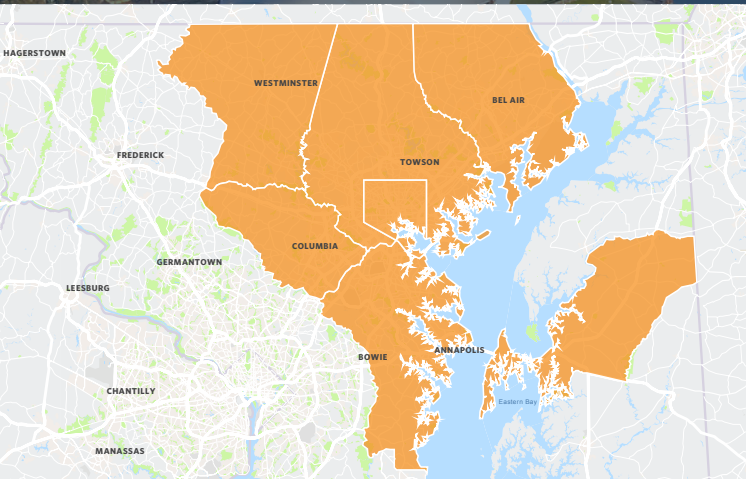 HAGERSTOWN
WESTMINSTER
BEL AIR
FREDERICK
TOWSON
COLUMBIA
GERMANTOWN
LEESBURG
ANNAPOLIS
BOWIE
CHANTILLY
Eastern Bay
MANASSAS